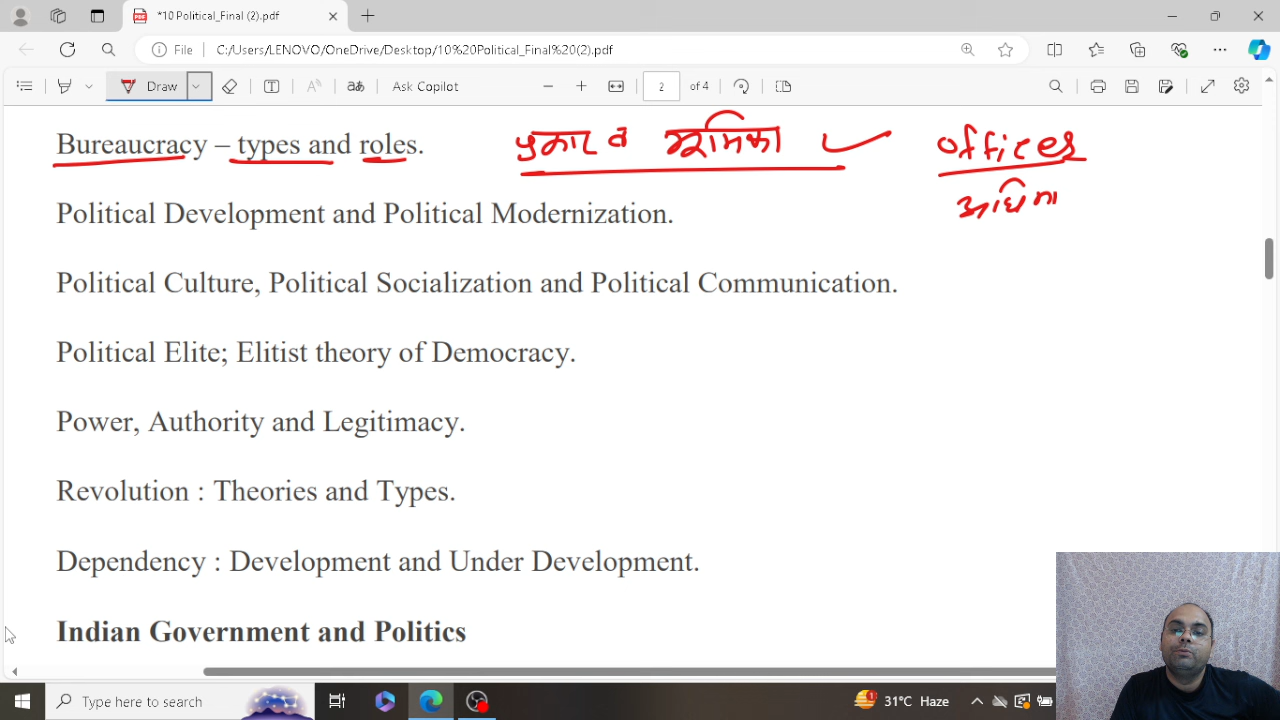 *10 Political_Final (2).pdf
File C:/Users/LENOVO/OneDrive/Desktop/10%20Political_Final%20(2).pdf
Draw Ask Copilot 2 of 4
Bureaucracy – types and roles. प्रकार व भूमिका officer
अधि
Political Development and Political Modernization.
Political Culture, Political Socialization and Political Communication.
Political Elite; Elitist theory of Democracy.
Power, Authority and Legitimacy.
Revolution : Theories and Types.
Dependency : Development and Under Development.
Indian Government and Politics
Type here to search 31°C Haze